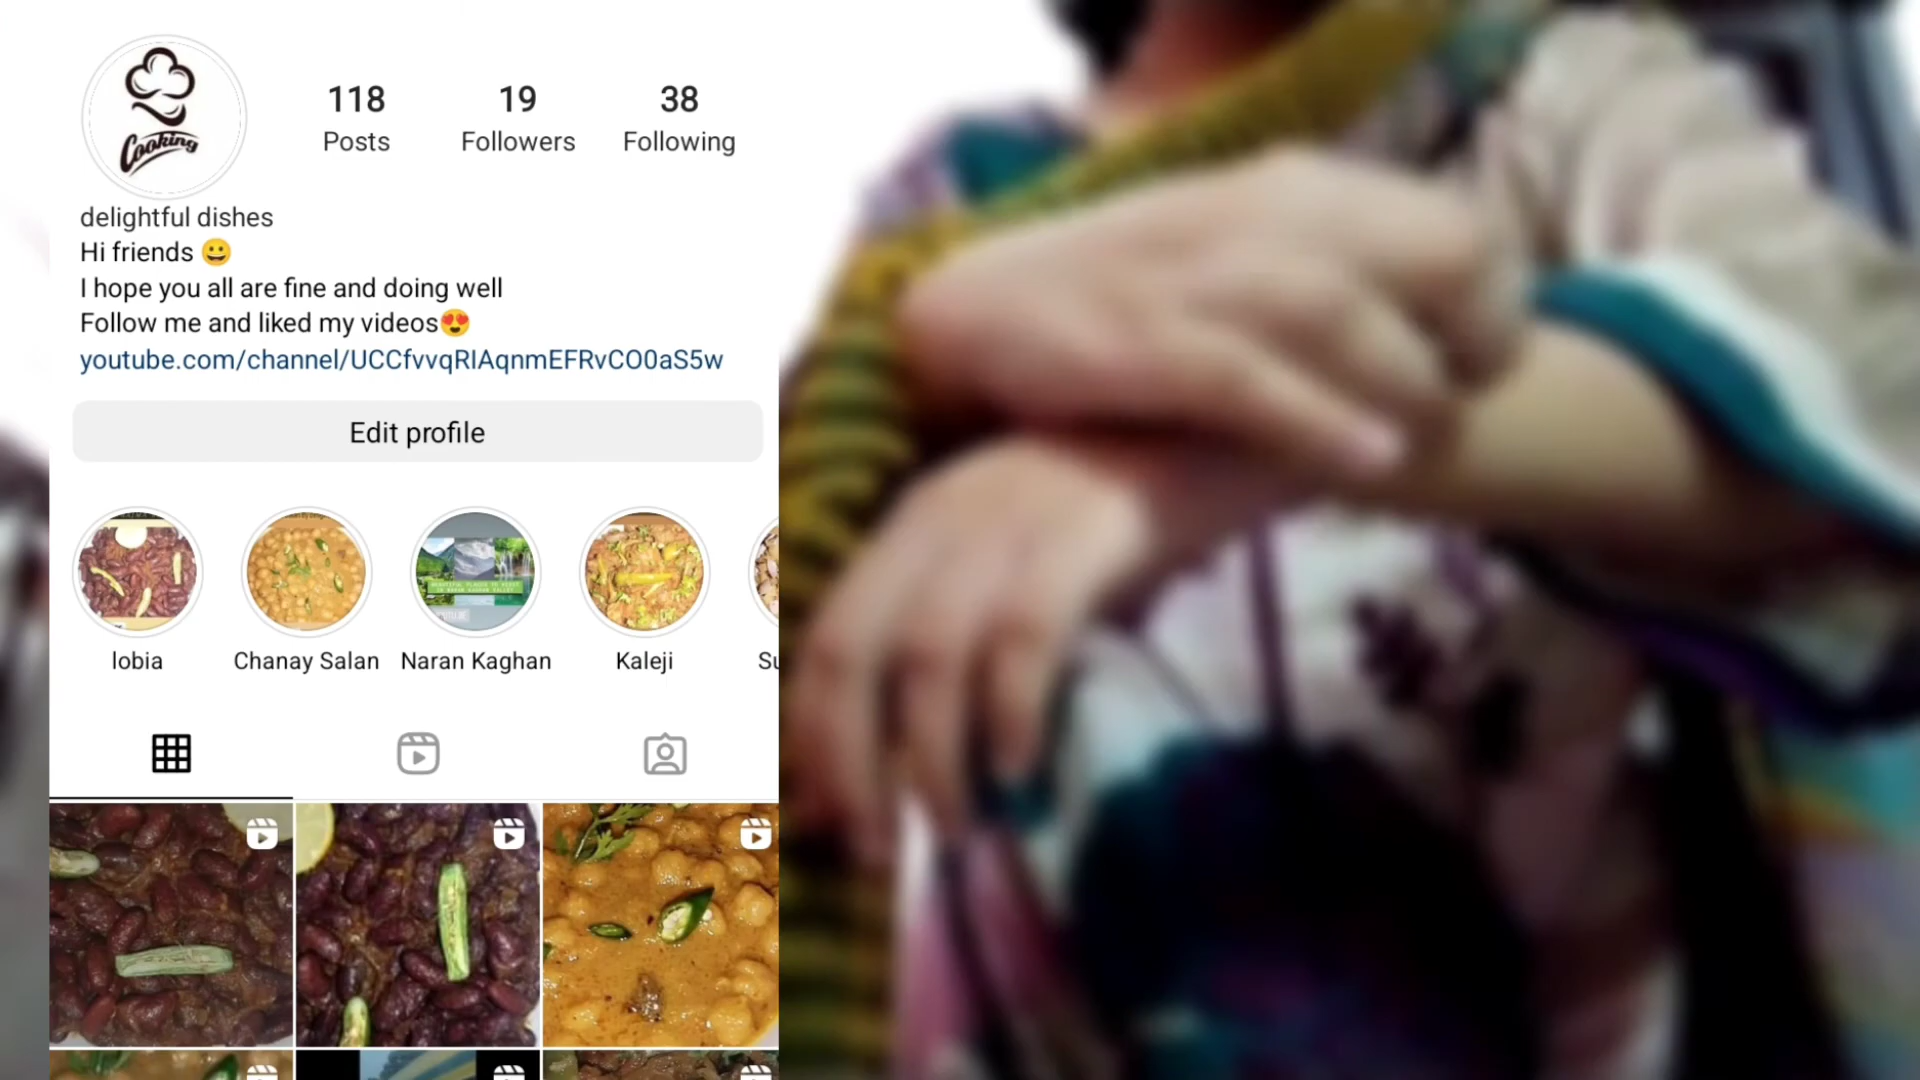 Cooking
118
Posts
19
Followers
38
Following
delightful dishes
Hi friends 😀
I hope you all are fine and doing well
Follow me and liked my videos😍
youtube.com/channel/UCCfvvqRIAqnmEFRvCO0aS5w
Edit profile
lobia
Chanay Salan
Naran Kaghan
Kaleji